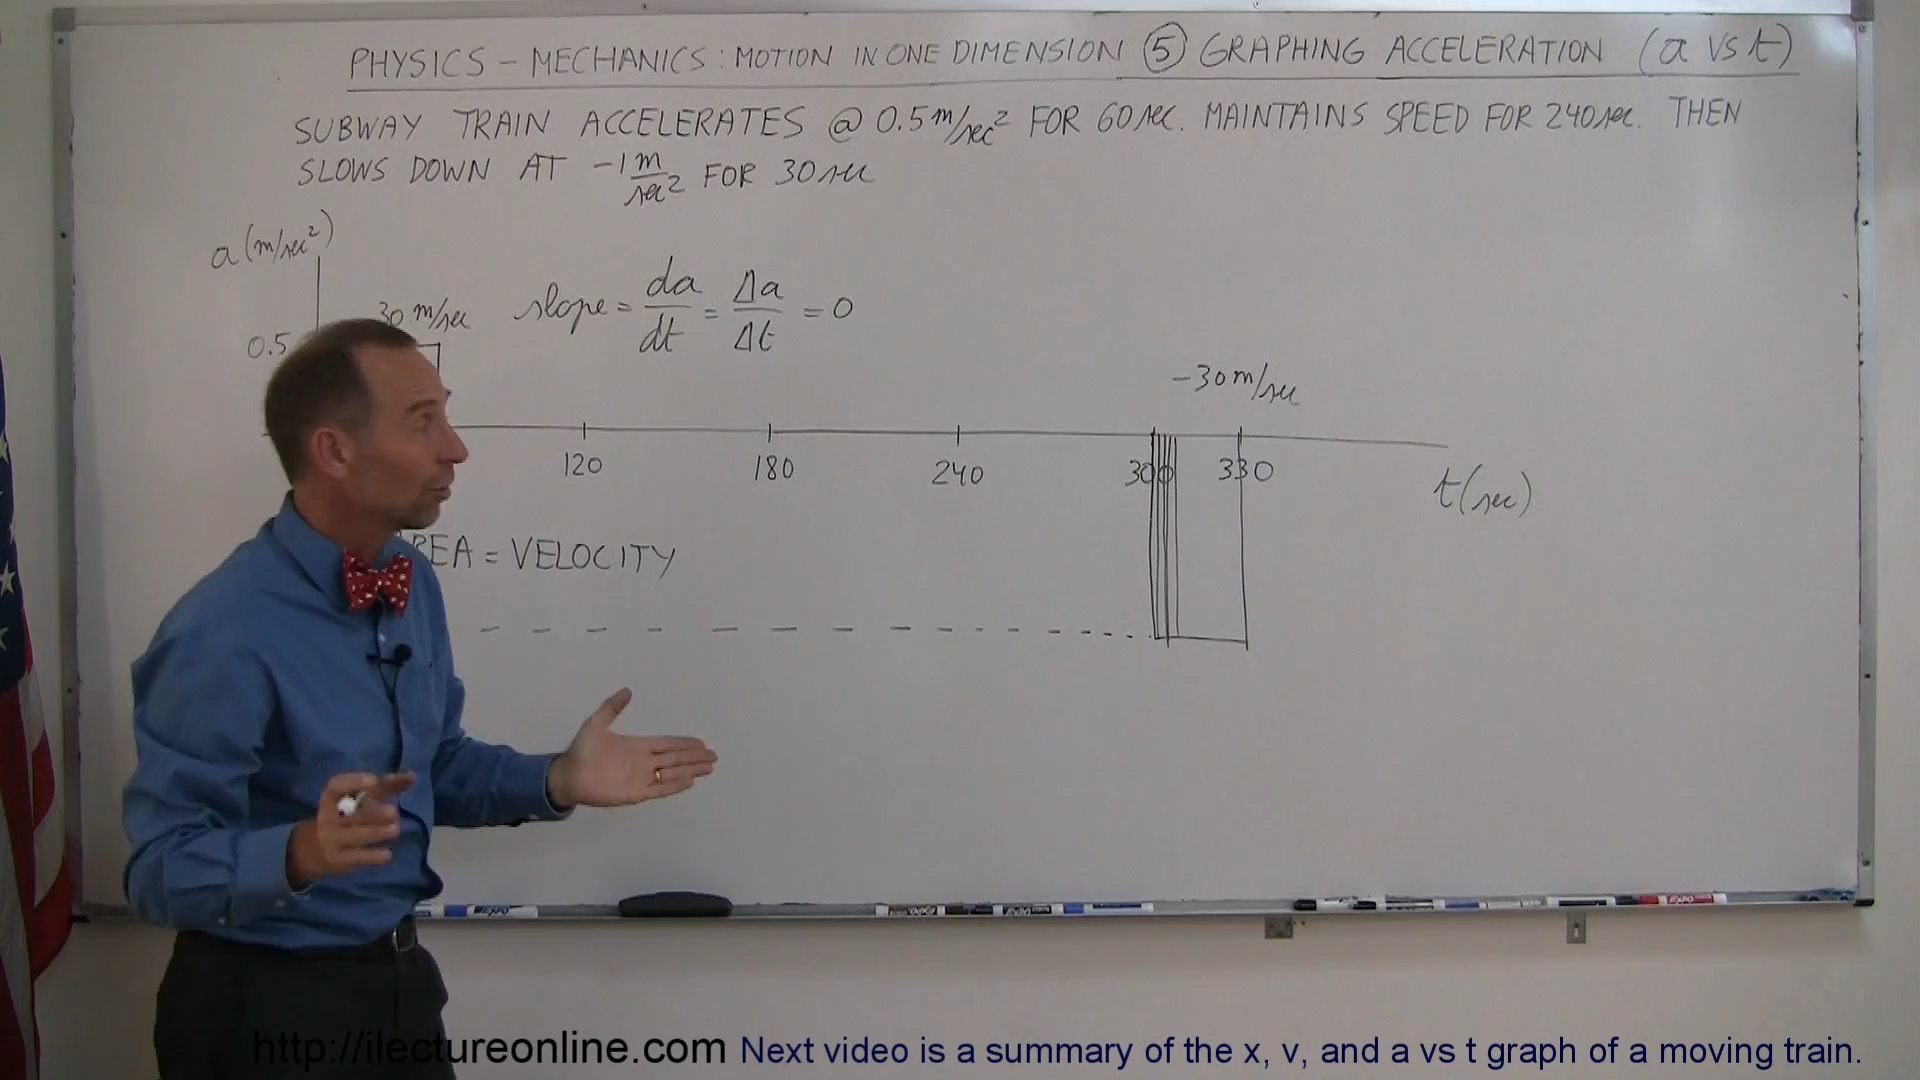 PHYSICS – MECHANICS: MOTION IN ONE DIMENSION ⑤ GRAPHING ACCELERATION (a VS t)
SUBWAY TRAIN ACCELERATES @ 0.5 m/sec² FOR 60 sec. MAINTAINS SPEED FOR 240 sec. THEN
SLOWS DOWN AT -1 m/sec² FOR 30 sec
a (m/sec²)
30 m/sec
slope = da/dt = Δa/Δt = 0
0.5
-30 m/sec
120 180 240 300 330
t (sec)
AREA = VELOCITY
http://ilectureonline.com Next video is a summary of the x, v, and a vs t graph of a moving train.